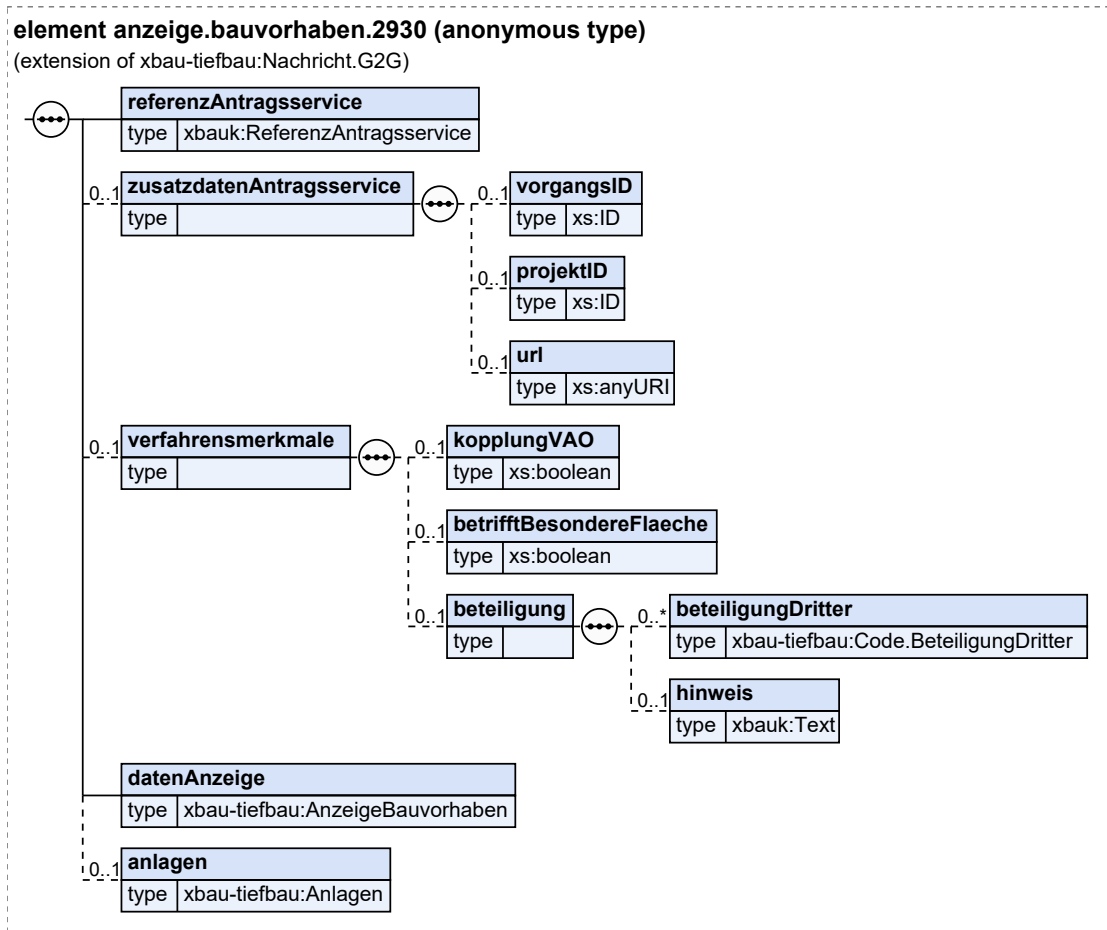 element anzeige.bauvorhaben.2930 (anonymous type)
(extension of xbau-tiefbau:Nachricht.G2G)
referenzAntragsservice
type xbauk:ReferenzAntragsservice
0..1 zusatzdatenAntragsservice
type
0..1 vorgangsID
type xs:ID
0..1 projektID
type xs:ID
0..1 url
type xs:anyURI
0..1 verfahrensmerkmale
type
0..1 kopplungVAO
type xs:boolean
0..1 betrifftBesondereFlaeche
type xs:boolean
0..1 beteiligung
type
0..* beteiligungDritter
type xbau-tiefbau:Code.BeteiligungDritter
0..1 hinweis
type xbauk:Text
datenAnzeige
type xbau-tiefbau:AnzeigeBauvorhaben
0..1 anlagen
type xbau-tiefbau:Anlagen